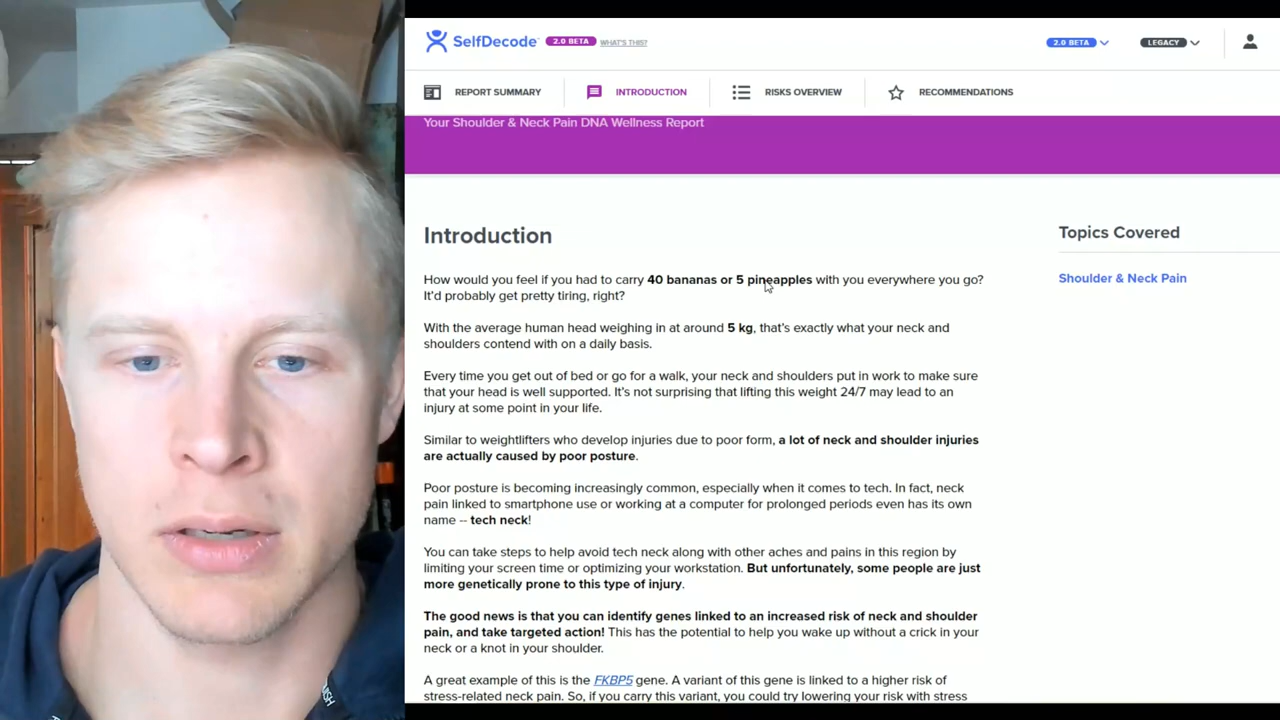 SelfDecode 2.0 BETA WHAT'S THIS? 2.0 BETA LEGACY
REPORT SUMMARY INTRODUCTION RISKS OVERVIEW RECOMMENDATIONS
Your Shoulder & Neck Pain DNA Wellness Report
Introduction
How would you feel if you had to carry 40 bananas or 5 pineapples with you everywhere you go?
It'd probably get pretty tiring, right?
With the average human head weighing in at around 5 kg, that's exactly what your neck and
shoulders contend with on a daily basis.
Every time you get out of bed or go for a walk, your neck and shoulders put in work to make sure
that your head is well supported. It's not surprising that lifting this weight 24/7 may lead to an
injury at some point in your life.
Similar to weightlifters who develop injuries due to poor form, a lot of neck and shoulder injuries
are actually caused by poor posture.
Poor posture is becoming increasingly common, especially when it comes to tech. In fact, neck
pain linked to smartphone use or working at a computer for prolonged periods even has its own
name -- tech neck!
You can take steps to help avoid tech neck along with other aches and pains in this region by
limiting your screen time or optimizing your workstation. But unfortunately, some people are just
more genetically prone to this type of injury.
The good news is that you can identify genes linked to an increased risk of neck and shoulder
pain, and take targeted action! This has the potential to help you wake up without a crick in your
neck or a knot in your shoulder.
A great example of this is the FKBP5 gene. A variant of this gene is linked to a higher risk of
stress-related neck pain. So, if you carry this variant, you could try lowering your risk with stress
Topics Covered
Shoulder & Neck Pain